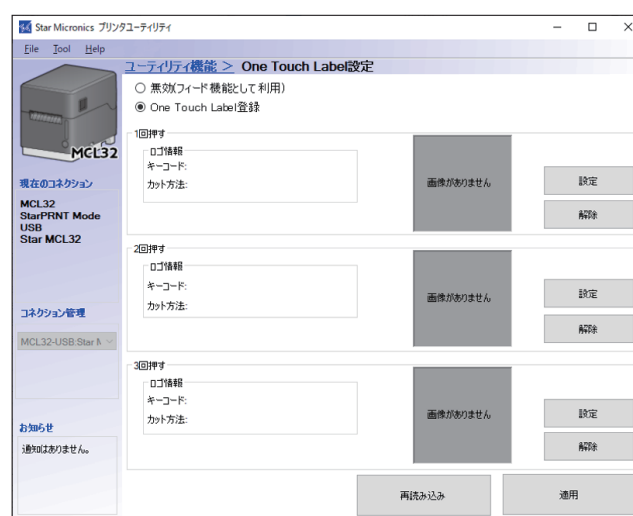 Star Micronics プリンタユーティリティ
File Tool Help
ユーティリティ機能 > One Touch Label設定
無効(フィード機能として利用)
One Touch Label登録
MCL32
現在のコネクション
MCL32
StarPRNT Mode
USB
Star MCL32
コネクション管理
MCL32-USB Star M
お知らせ
通知はありません。
1回押す
ロゴ情報
キーコード:
カット方法:
画像がありません
設定
解除
2回押す
ロゴ情報
キーコード:
カット方法:
画像がありません
設定
解除
3回押す
ロゴ情報
キーコード:
カット方法:
画像がありません
設定
解除
再読み込み
適用